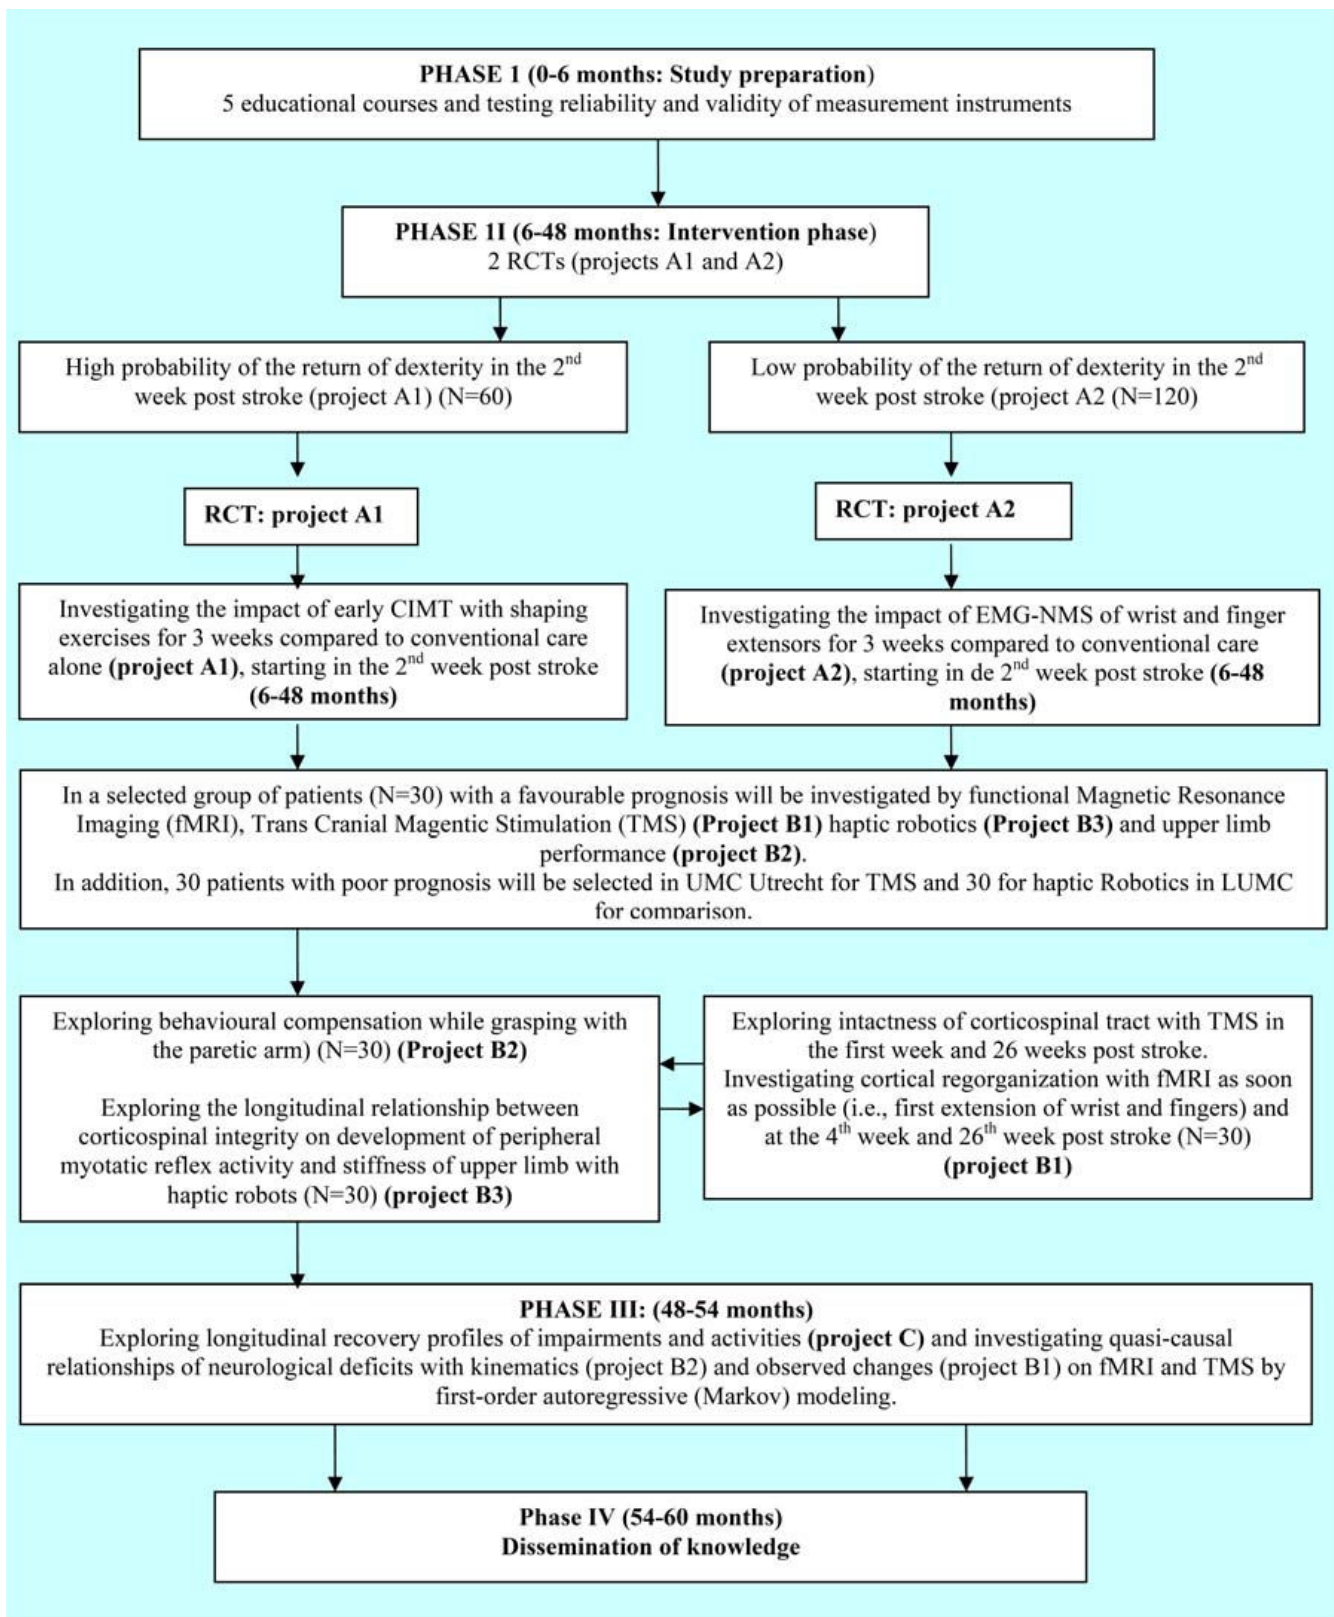 PHASE 1 (0-6 months: Study preparation)
5 educational courses and testing reliability and validity of measurement instruments
PHASE 1I (6-48 months: Intervention phase)
2 RCTs (projects A1 and A2)
High probability of the return of dexterity in the 2nd
week post stroke (project A1) (N=60)
Low probability of the return of dexterity in the 2nd
week post stroke (project A2 (N=120)
RCT: project A1
RCT: project A2
Investigating the impact of early CIMT with shaping
exercises for 3 weeks compared to conventional care
alone (project A1), starting in the 2nd week post stroke
(6-48 months)
Investigating the impact of EMG-NMS of wrist and finger
extensors for 3 weeks compared to conventional care
(project A2), starting in de 2nd week post stroke (6-48
months)
In a selected group of patients (N=30) with a favourable prognosis will be investigated by functional Magnetic Resonance
Imaging (fMRI), Trans Cranial Magentic Stimulation (TMS) (Project B1) haptic robotics (Project B3) and upper limb
performance (project B2).
In addition, 30 patients with poor prognosis will be selected in UMC Utrecht for TMS and 30 for haptic Robotics in LUMC
for comparison.
Exploring behavioural compensation while grasping with
the paretic arm) (N=30) (Project B2)
Exploring the longitudinal relationship between
corticospinal integrity on development of peripheral
myotatic reflex activity and stiffness of upper limb with
haptic robots (N=30) (project B3)
Exploring intactness of corticospinal tract with TMS in
the first week and 26 weeks post stroke.
Investigating cortical regorganization with fMRI as soon
as possible (i.e., first extension of wrist and fingers) and
at the 4th week and 26th week post stroke (N=30)
(project B1)
PHASE III: (48-54 months)
Exploring longitudinal recovery profiles of impairments and activities (project C) and investigating quasi-causal
relationships of neurological deficits with kinematics (project B2) and observed changes (project B1) on fMRI and TMS by
first-order autoregressive (Markov) modeling.
Phase IV (54-60 months)
Dissemination of knowledge